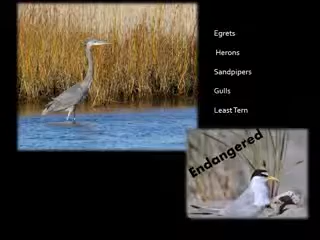 Egrets
Herons
Sandpipers
Gulls
Least Tern
Endangered